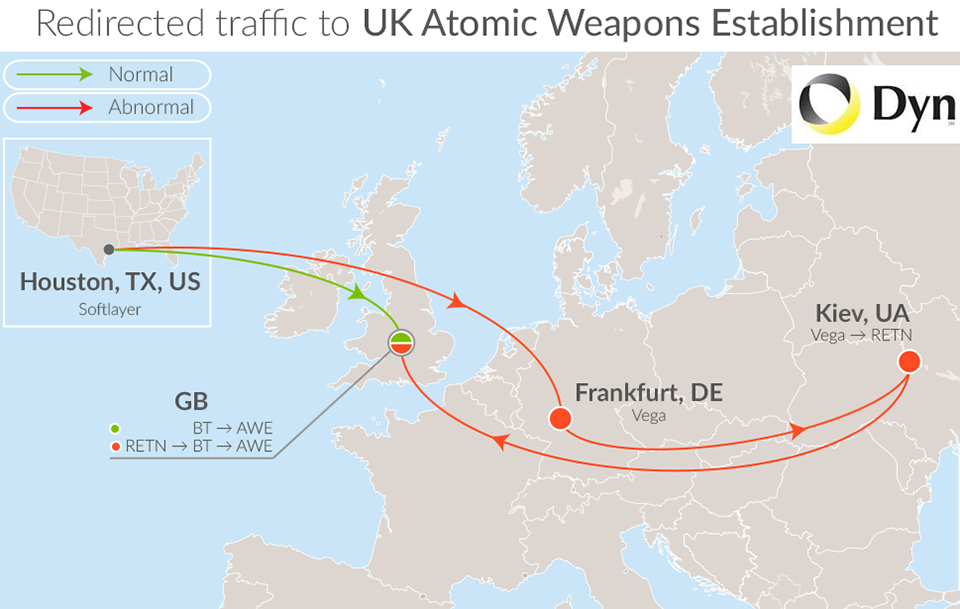 Redirected traffic to UK Atomic Weapons Establishment
Normal
Abnormal
Dyn
Houston, TX, US
Softlayer
Kiev, UA
Vega → RETN
Frankfurt, DE
Vega
GB
BT → AWE
RETN → BT → AWE